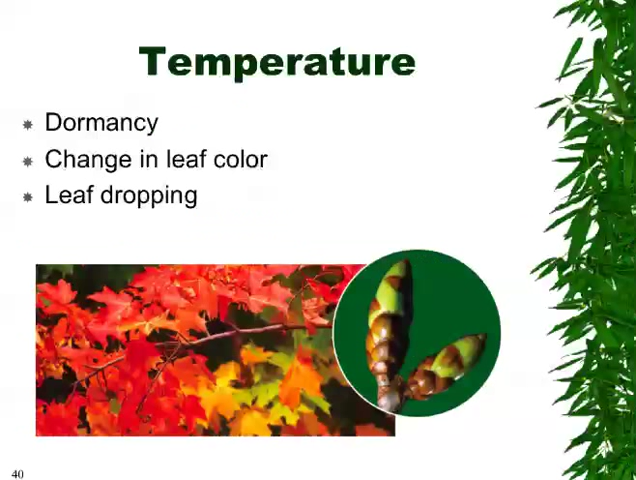 Temperature
Dormancy
Change in leaf color
Leaf dropping
40